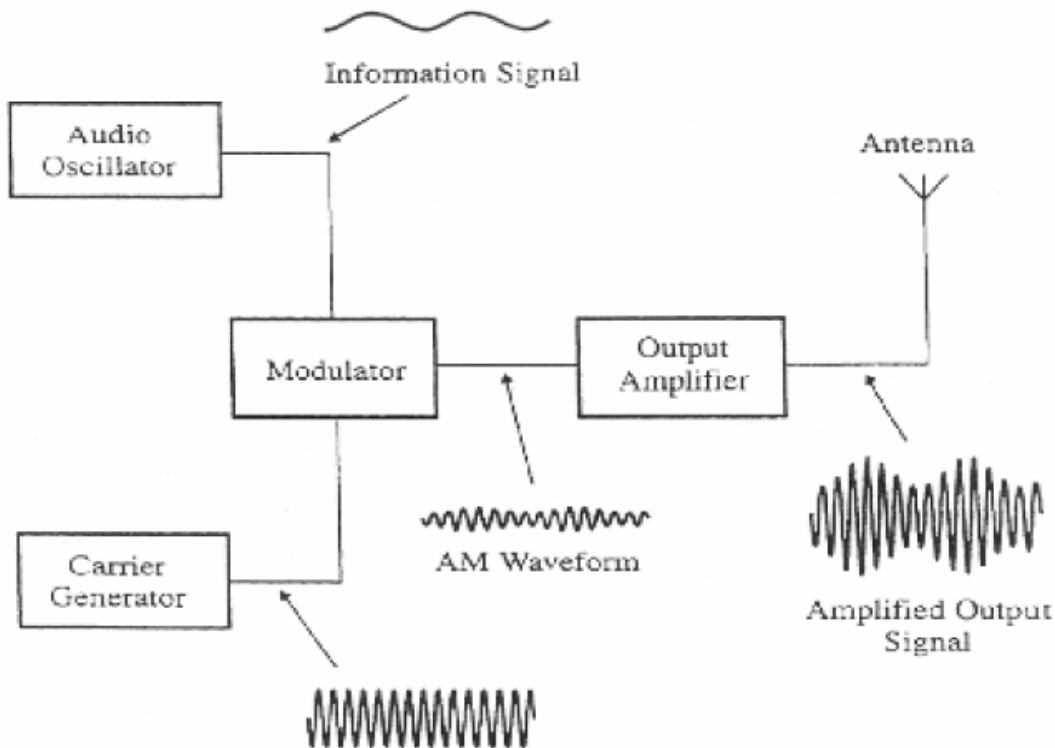 Information Signal
Audio
Oscillator
Antenna
Modulator
Output
Amplifier
AM Waveform
Carrier
Generator
Amplified Output
Signal